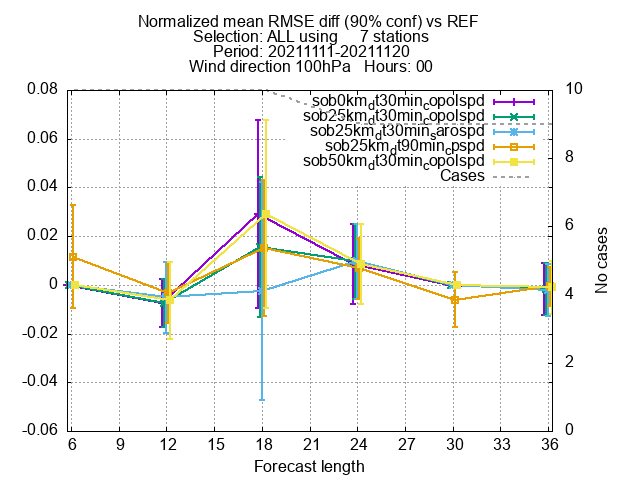 Normalized mean RMSE diff (90% conf) vs REF
Selection: ALL using 7 stations
Period: 20211111-20211120
Wind direction 100hPa Hours: 00
0.08
0.06
0.04
0.02
0
-0.02
-0.04
-0.06
10
8
6
4
2
0
No cases
sob0km_dt30min_copolspd
sob25km_dt30min_copolspd
sob25km_dt30min_sarospd
sob25km_dt90min_cpspd
sob50km_dt30min_copolspd
Cases
6 9 12 15 18 21 24 27 30 33 36
Forecast length